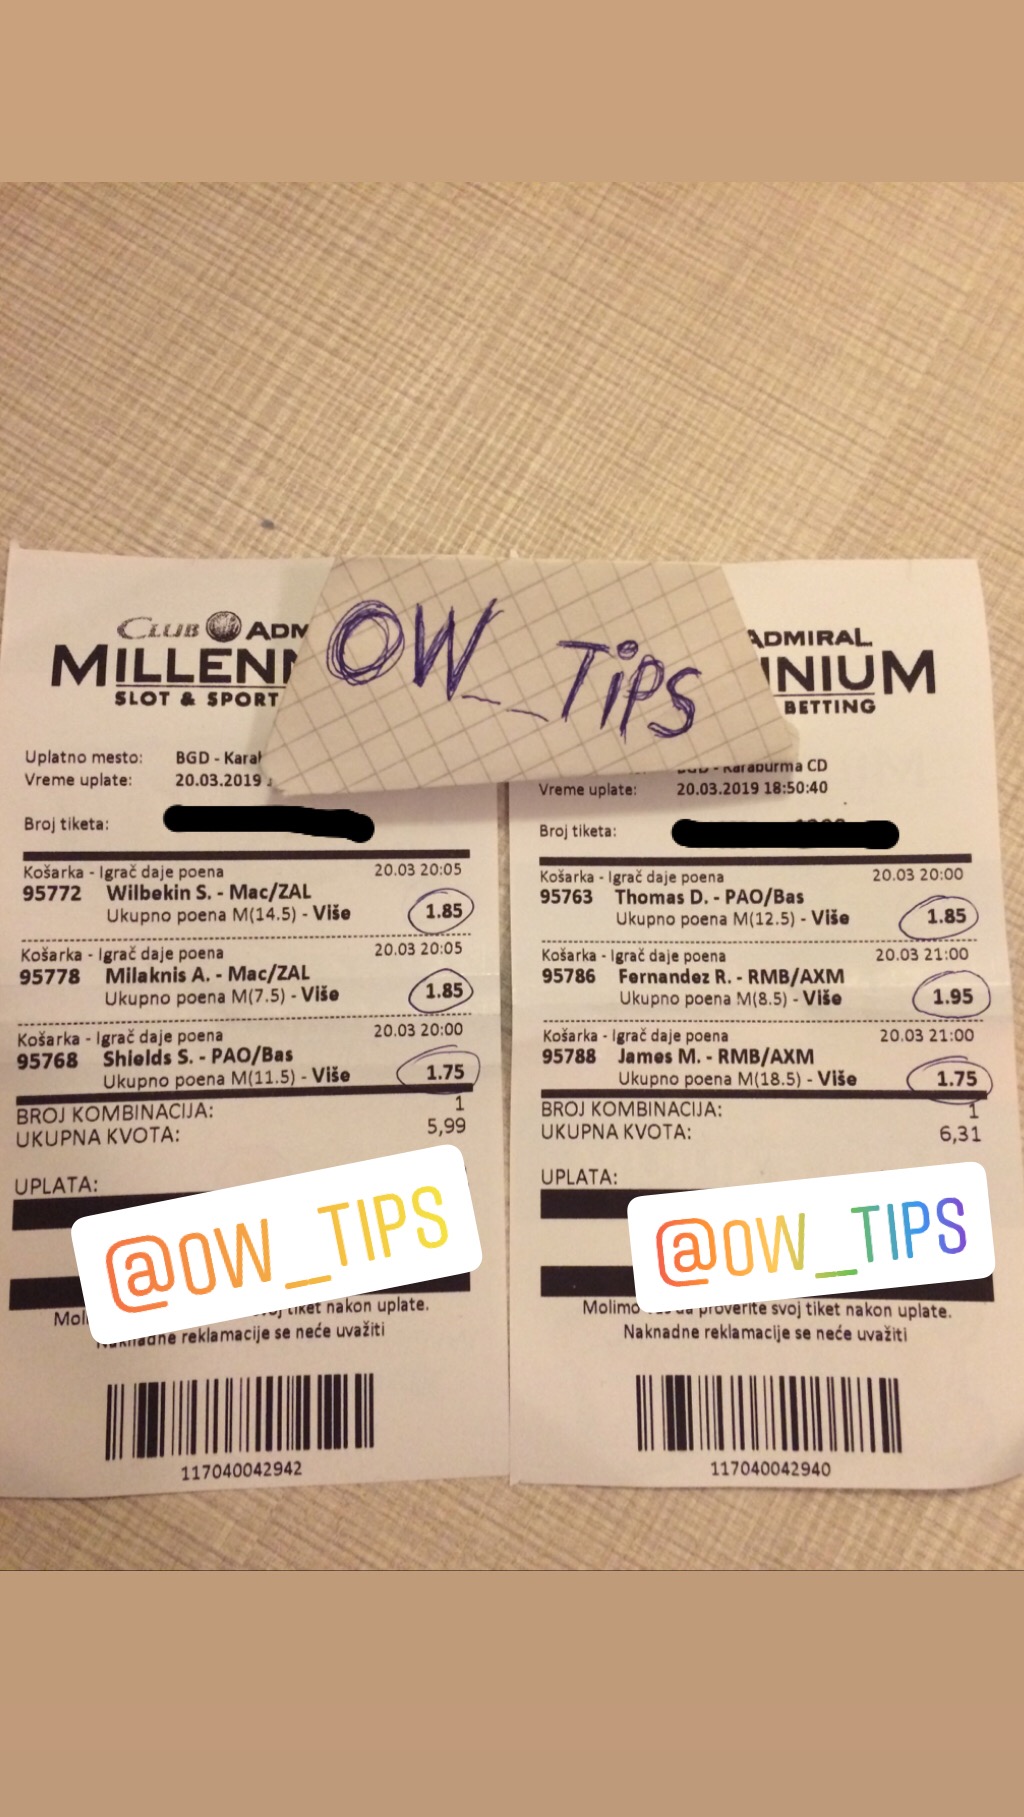 OW__TiPS
CLUB ADM
MILLENN
SLOT & SPORT
Uplatno mesto: BGD - Karab
Vreme uplate: 20.03.2019
Broj tiketa:
Košarka - Igrač daje poena 20.03 20:05
95772 Wilbekin S. - Mac/ZAL
Ukupno poena M(14.5) - Više 1.85
Košarka - Igrač daje poena 20.03 20:05
95778 Milaknis A. - Mac/ZAL
Ukupno poena M(7.5) - Više 1.85
Košarka - Igrač daje poena 20.03 20:00
95768 Shields S. - PAO/Bas
Ukupno poena M(11.5) - Više 1.75
BROJ KOMBINACIJA: 1
UKUPNA KVOTA: 5,99
UPLATA:
@OW_TIPS
tiket nakon uplate.
Naknadne reklamacije se neće uvažiti
117040042942
ADMIRAL
NIUM
BETTING
BGD - Karaburma CD
Vreme uplate: 20.03.2019 18:50:40
Broj tiketa:
Košarka - Igrač daje poena 20.03 20:00
95763 Thomas D. - PAO/Bas
Ukupno poena M(12.5) - Više 1.85
Košarka - Igrač daje poena 20.03 21:00
95786 Fernandez R. - RMB/AXM
Ukupno poena M(8.5) - Više 1.95
Košarka - Igrač daje poena 20.03 21:00
95788 James M. - RMB/AXM
Ukupno poena M(18.5) - Više 1.75
BROJ KOMBINACIJA: 1
UKUPNA KVOTA: 6,31
UPLATA:
@OW_TIPS
Molimo da proverite svoj tiket nakon uplate.
Naknadne reklamacije se neće uvažiti
117040042940